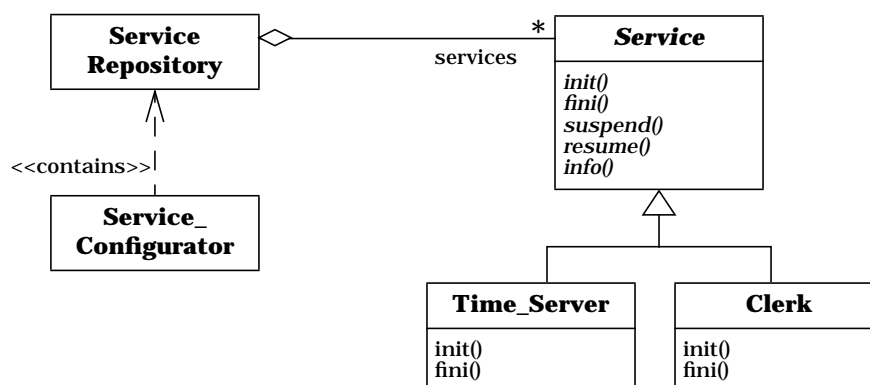 Service
Repository
*
services
Service
init()
fini()
suspend()
resume()
info()
<<contains>>
Service_
Configurator
Time_Server
init()
fini()
Clerk
init()
fini()